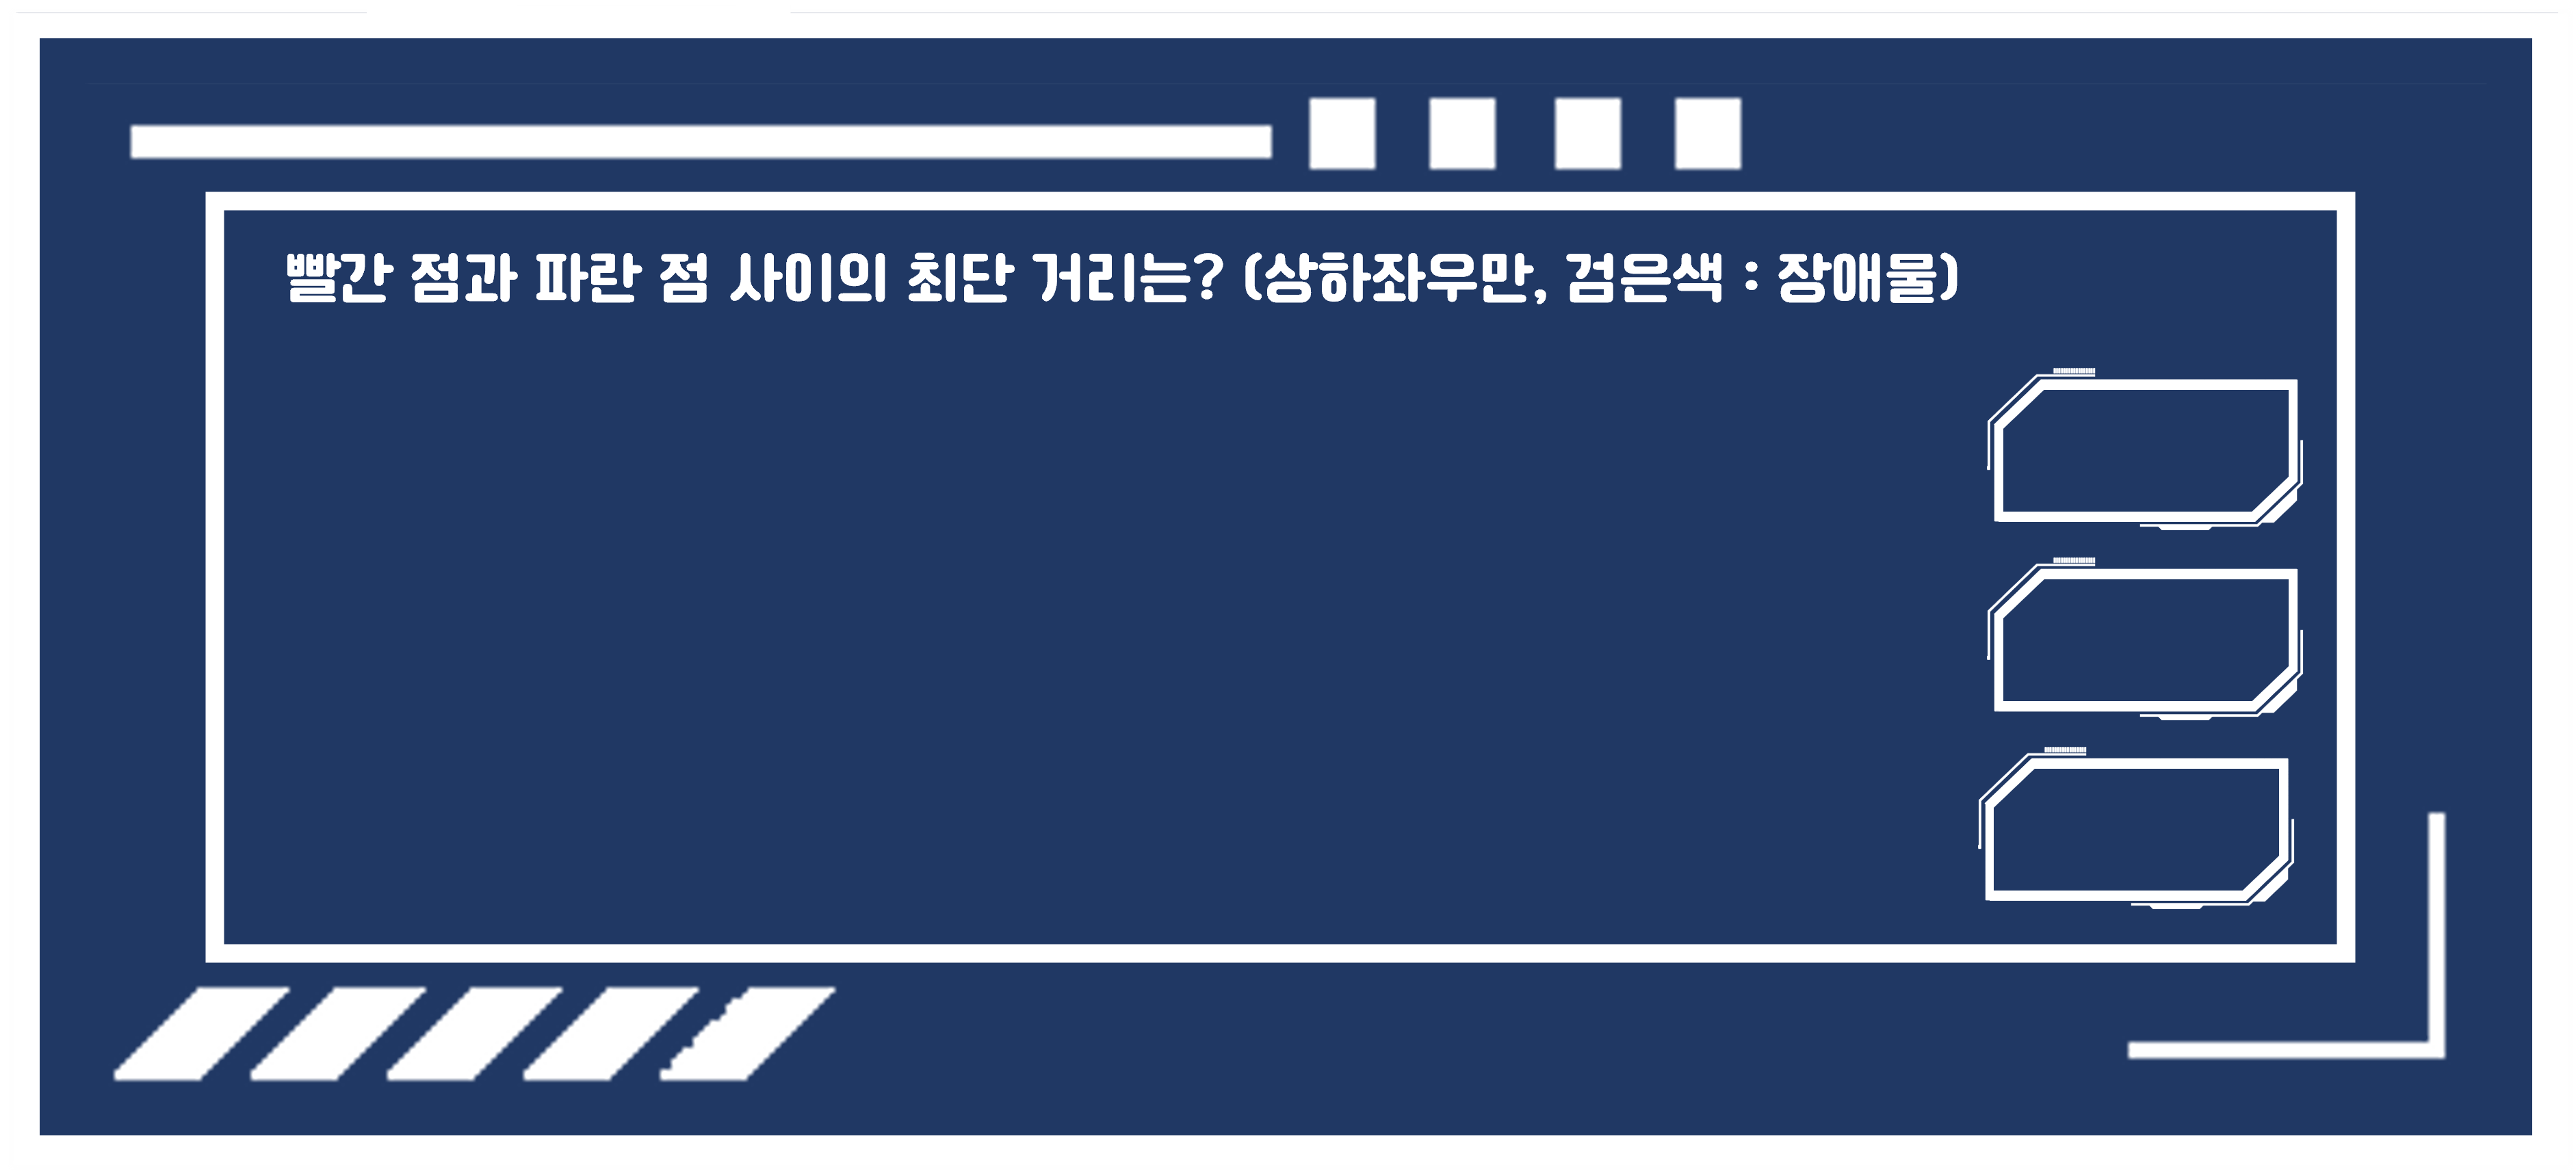 빨간 점과 파란 점 사이의 최단 거리는? (상하좌우만, 검은색 : 장애물)